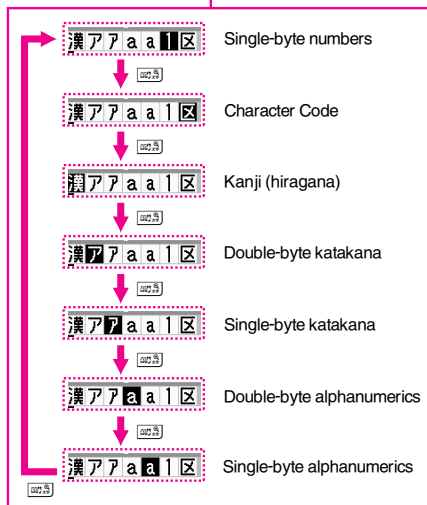 漢アアaa1区 Single-byte numbers
漢アアaa1区 Character Code
漢アアaa1区 Kanji (hiragana)
漢アアaa1区 Double-byte katakana
漢アアaa1区 Single-byte katakana
漢アアaa1区 Double-byte alphanumerics
漢アアaa1区 Single-byte alphanumerics